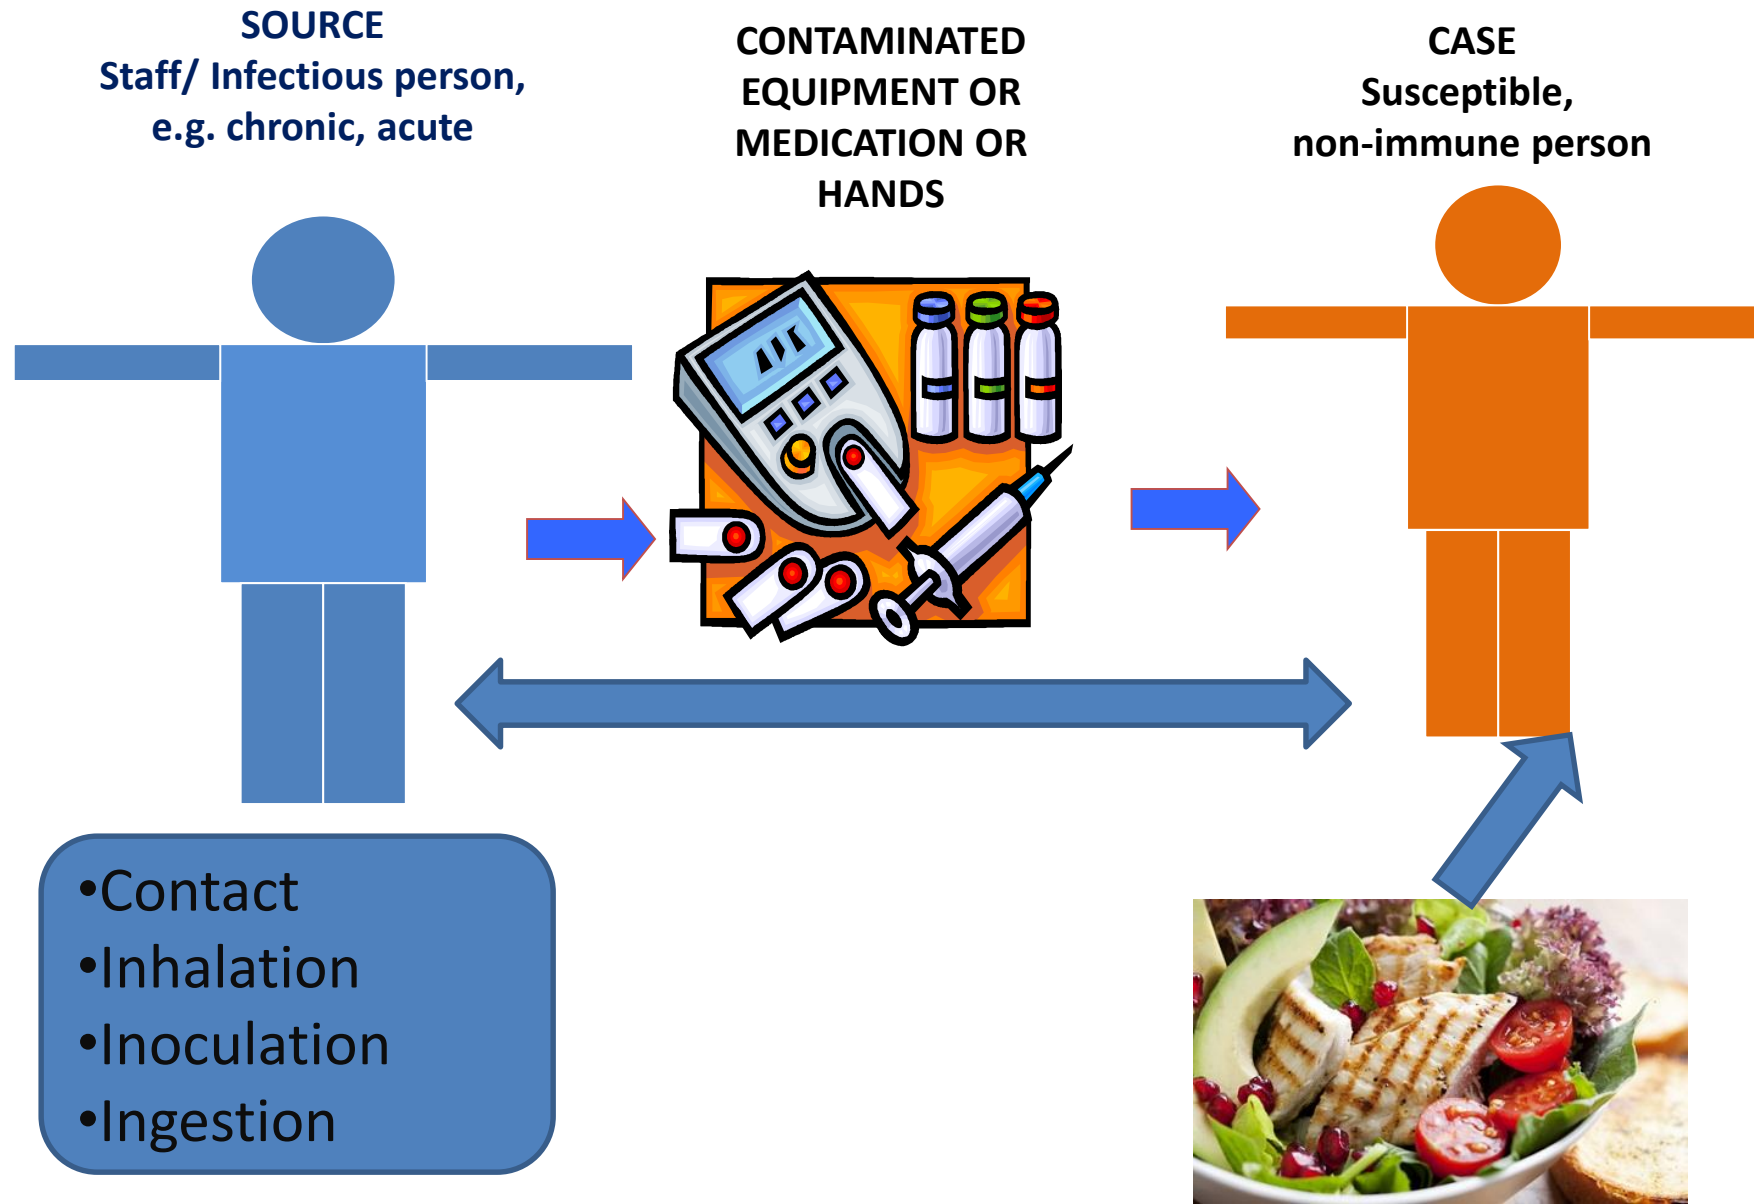 SOURCE
Staff/ Infectious person,
e.g. chronic, acute
CONTAMINATED
EQUIPMENT OR
MEDICATION OR
HANDS
CASE
Susceptible,
non-immune person
•Contact
•Inhalation
•Inoculation
•Ingestion